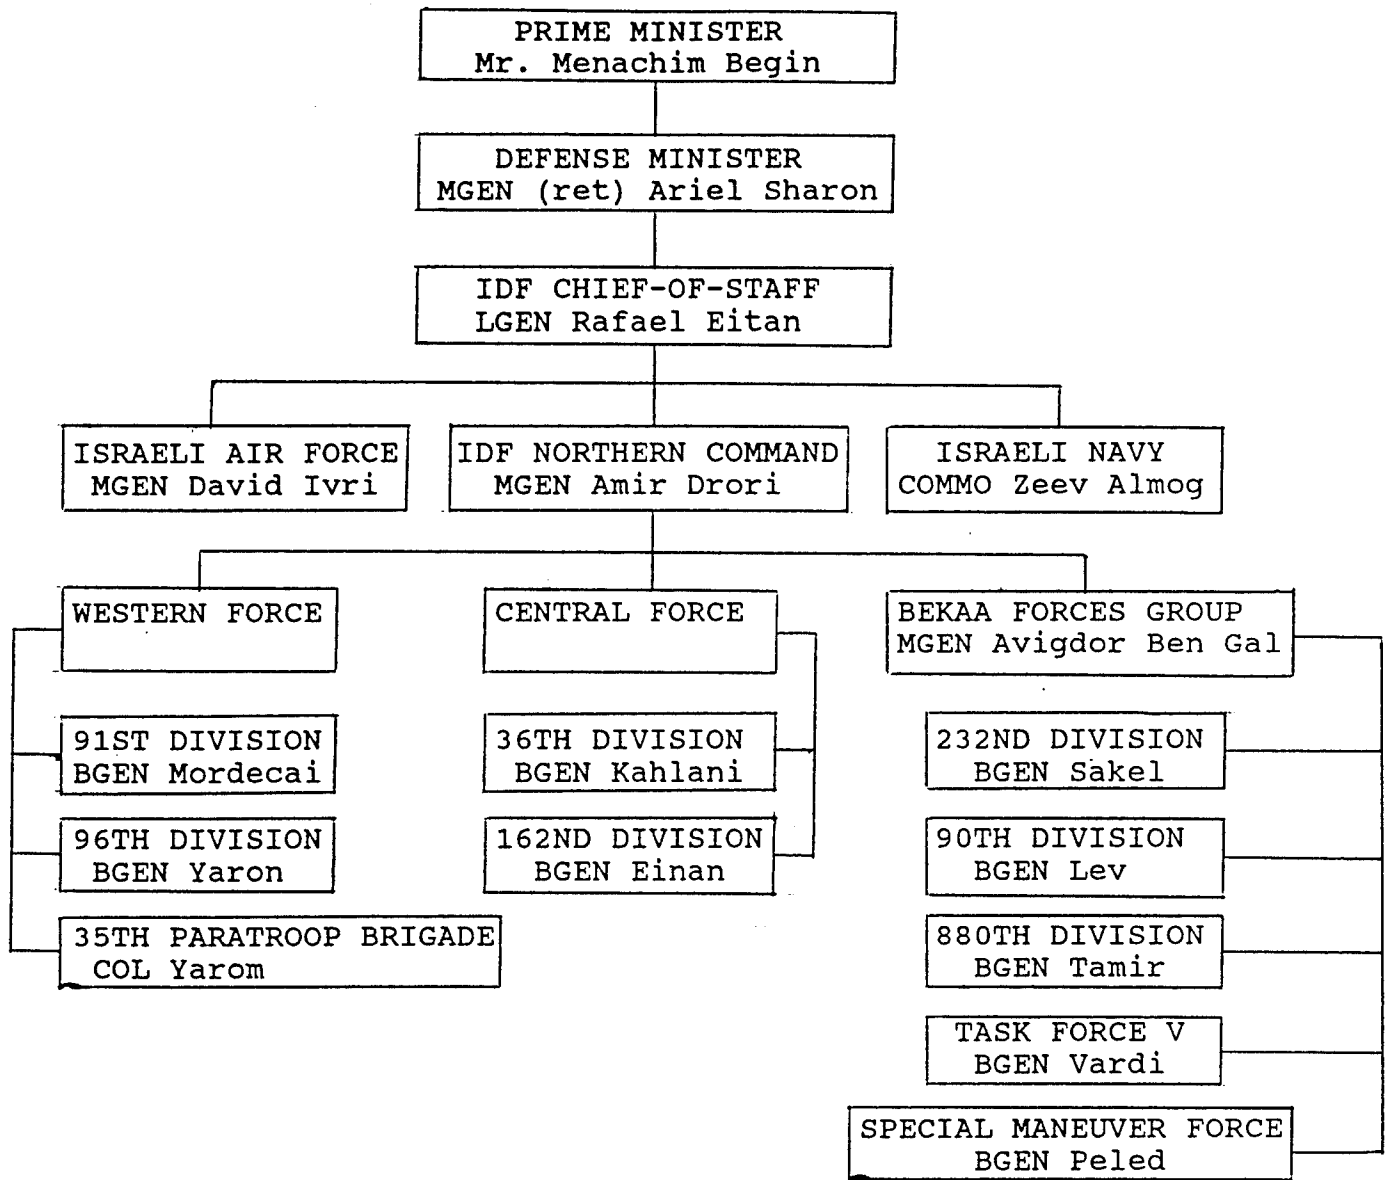 PRIME MINISTER
Mr. Menachim Begin
DEFENSE MINISTER
MGEN (ret) Ariel Sharon
IDF CHIEF-OF-STAFF
LGEN Rafael Eitan
ISRAELI AIR FORCE
MGEN David Ivri
IDF NORTHERN COMMAND
MGEN Amir Drori
ISRAELI NAVY
COMMO Zeev Almog
WESTERN FORCE
91ST DIVISION
BGEN Mordecai
96TH DIVISION
BGEN Yaron
35TH PARATROOP BRIGADE
COL Yarom
CENTRAL FORCE
36TH DIVISION
BGEN Kahlani
162ND DIVISION
BGEN Einan
BEKAA FORCES GROUP
MGEN Avigdor Ben Gal
232ND DIVISION
BGEN Sakel
90TH DIVISION
BGEN Lev
880TH DIVISION
BGEN Tamir
TASK FORCE V
BGEN Vardi
SPECIAL MANEUVER FORCE
BGEN Peled